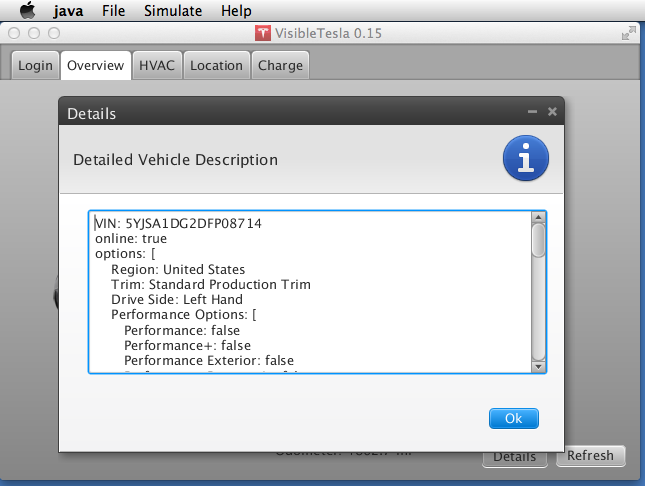 java File Simulate Help
VisibleTesla 0.15
Login Overview HVAC Location Charge
Details
Detailed Vehicle Description
VIN: 5YJSA1DG2DFP08714
online: true
options: [
Region: United States
Trim: Standard Production Trim
Drive Side: Left Hand
Performance Options: [
Performance: false
Performance+: false
Performance Exterior: false
Ok
Details Refresh